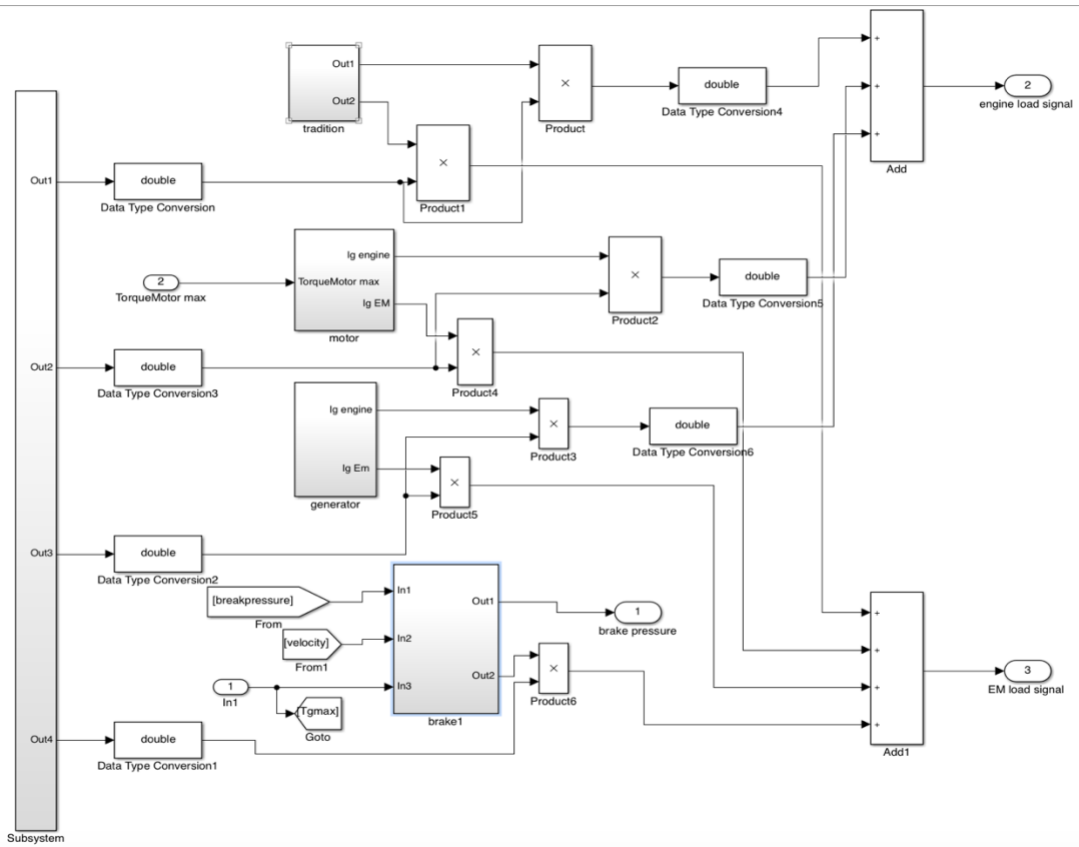 Out1
Out2
tradition
×
Product
double
Data Type Conversion4
+
+
+
Add
2
engine load signal
Out1
double
Data Type Conversion
×
Product1
2
TorqueMotor max
Ig engine
TorqueMotor max
Ig EM
motor
×
Product2
double
Data Type Conversion5
Out2
double
Data Type Conversion3
×
Product4
Ig engine
Ig Em
generator
×
Product3
double
Data Type Conversion6
×
Product5
Out3
double
Data Type Conversion2
[breakpressure]
From
[velocity]
From1
1
In1
[Tgmax]
Goto
In1
In2
In3
Out1
Out2
brake1
1
brake pressure
×
Product6
+
+
+
+
Add1
3
EM load signal
Out4
double
Data Type Conversion1
Subsystem